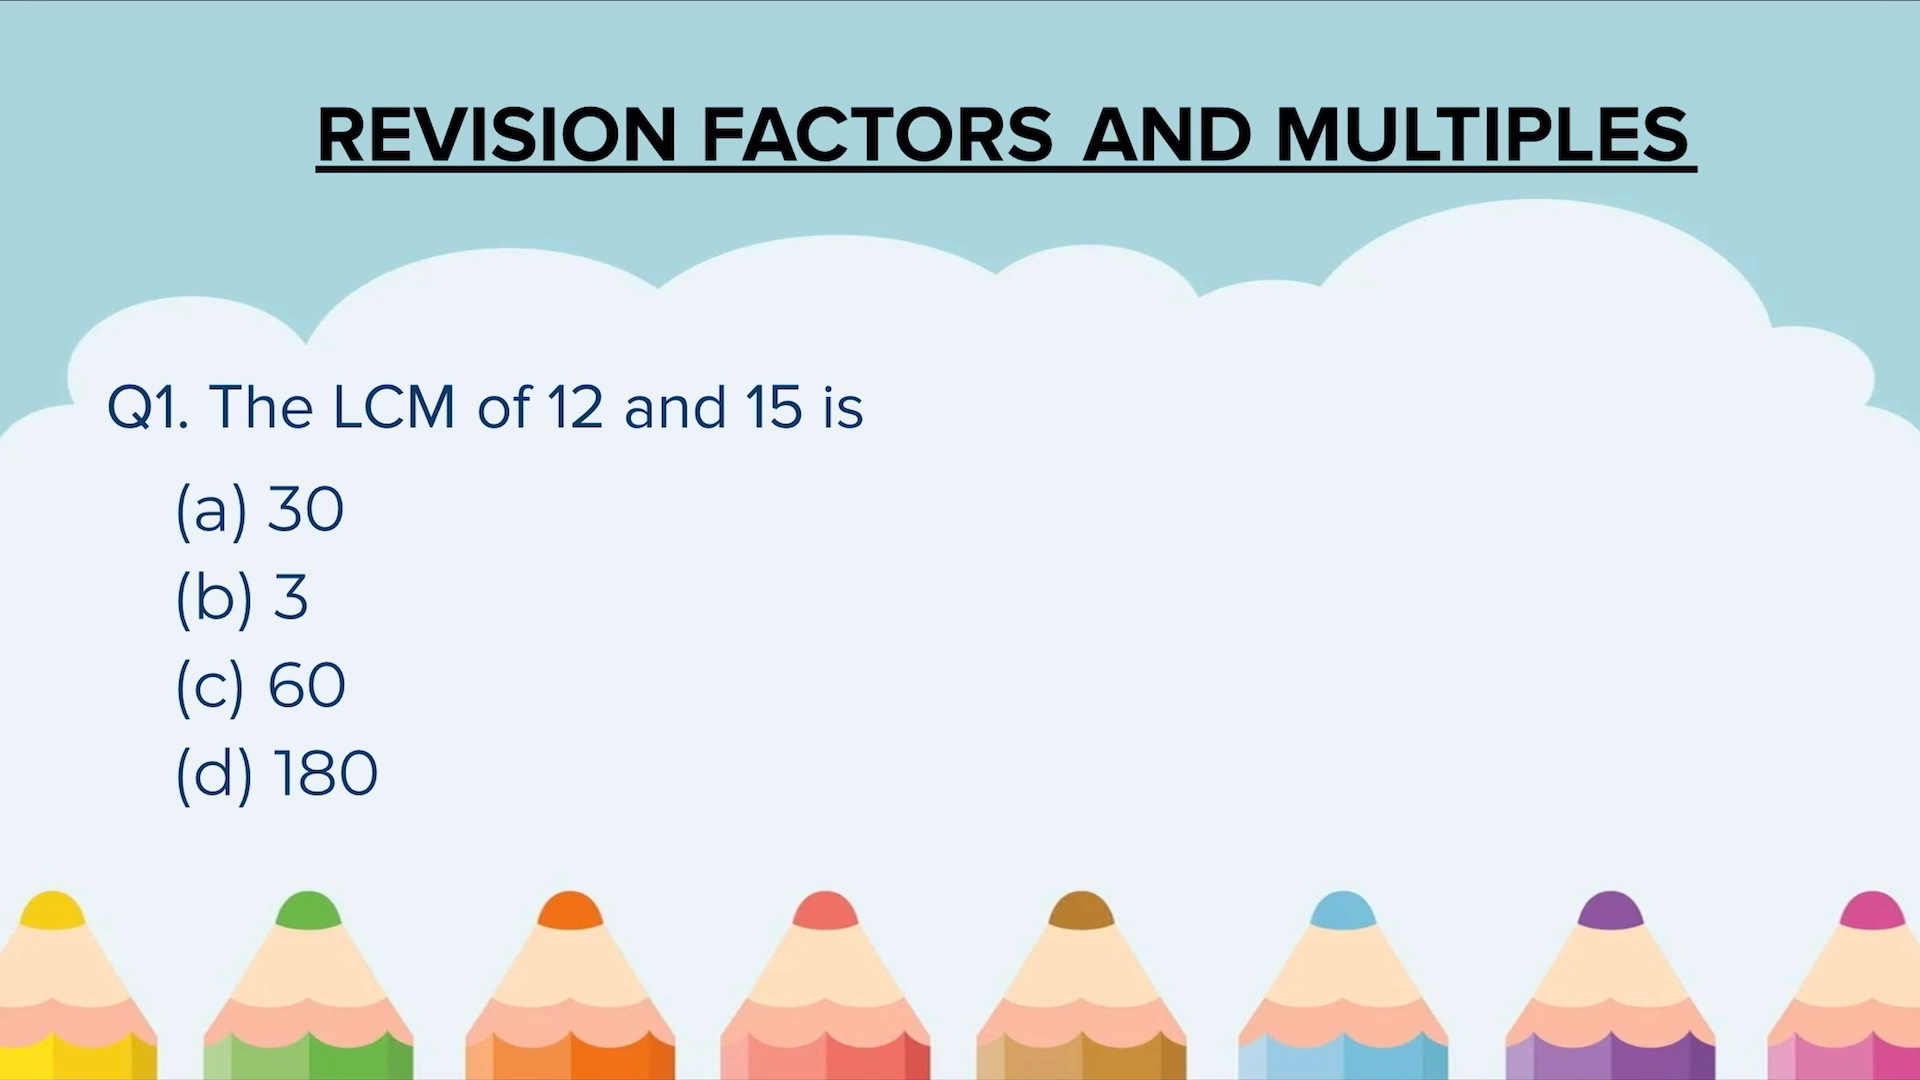 REVISION FACTORS AND MULTIPLES
Q1. The LCM of 12 and 15 is
(a) 30
(b) 3
(c) 60
(d) 180